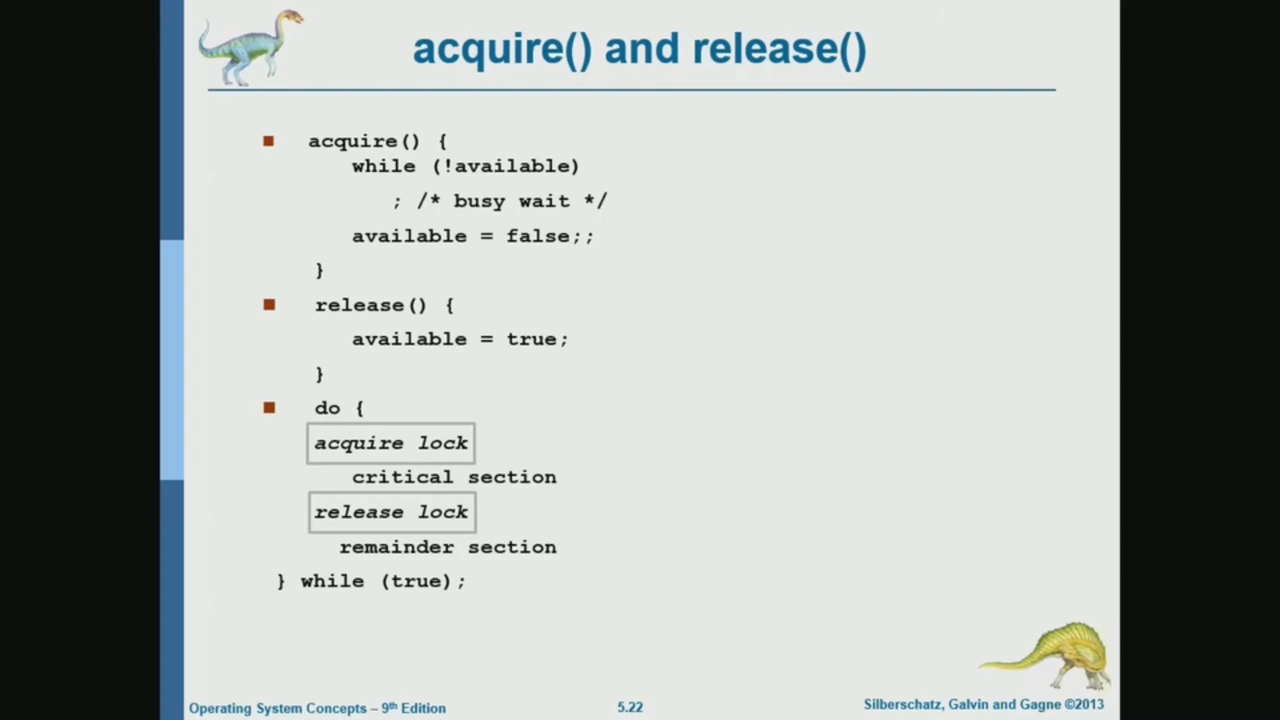 acquire() and release()
acquire() {
while (!available)
; /* busy wait */
available = false;;
}
release() {
available = true;
}
do {
acquire lock
critical section
release lock
remainder section
} while (true);
Operating System Concepts – 9th Edition
5.22
Silberschatz, Galvin and Gagne ©2013